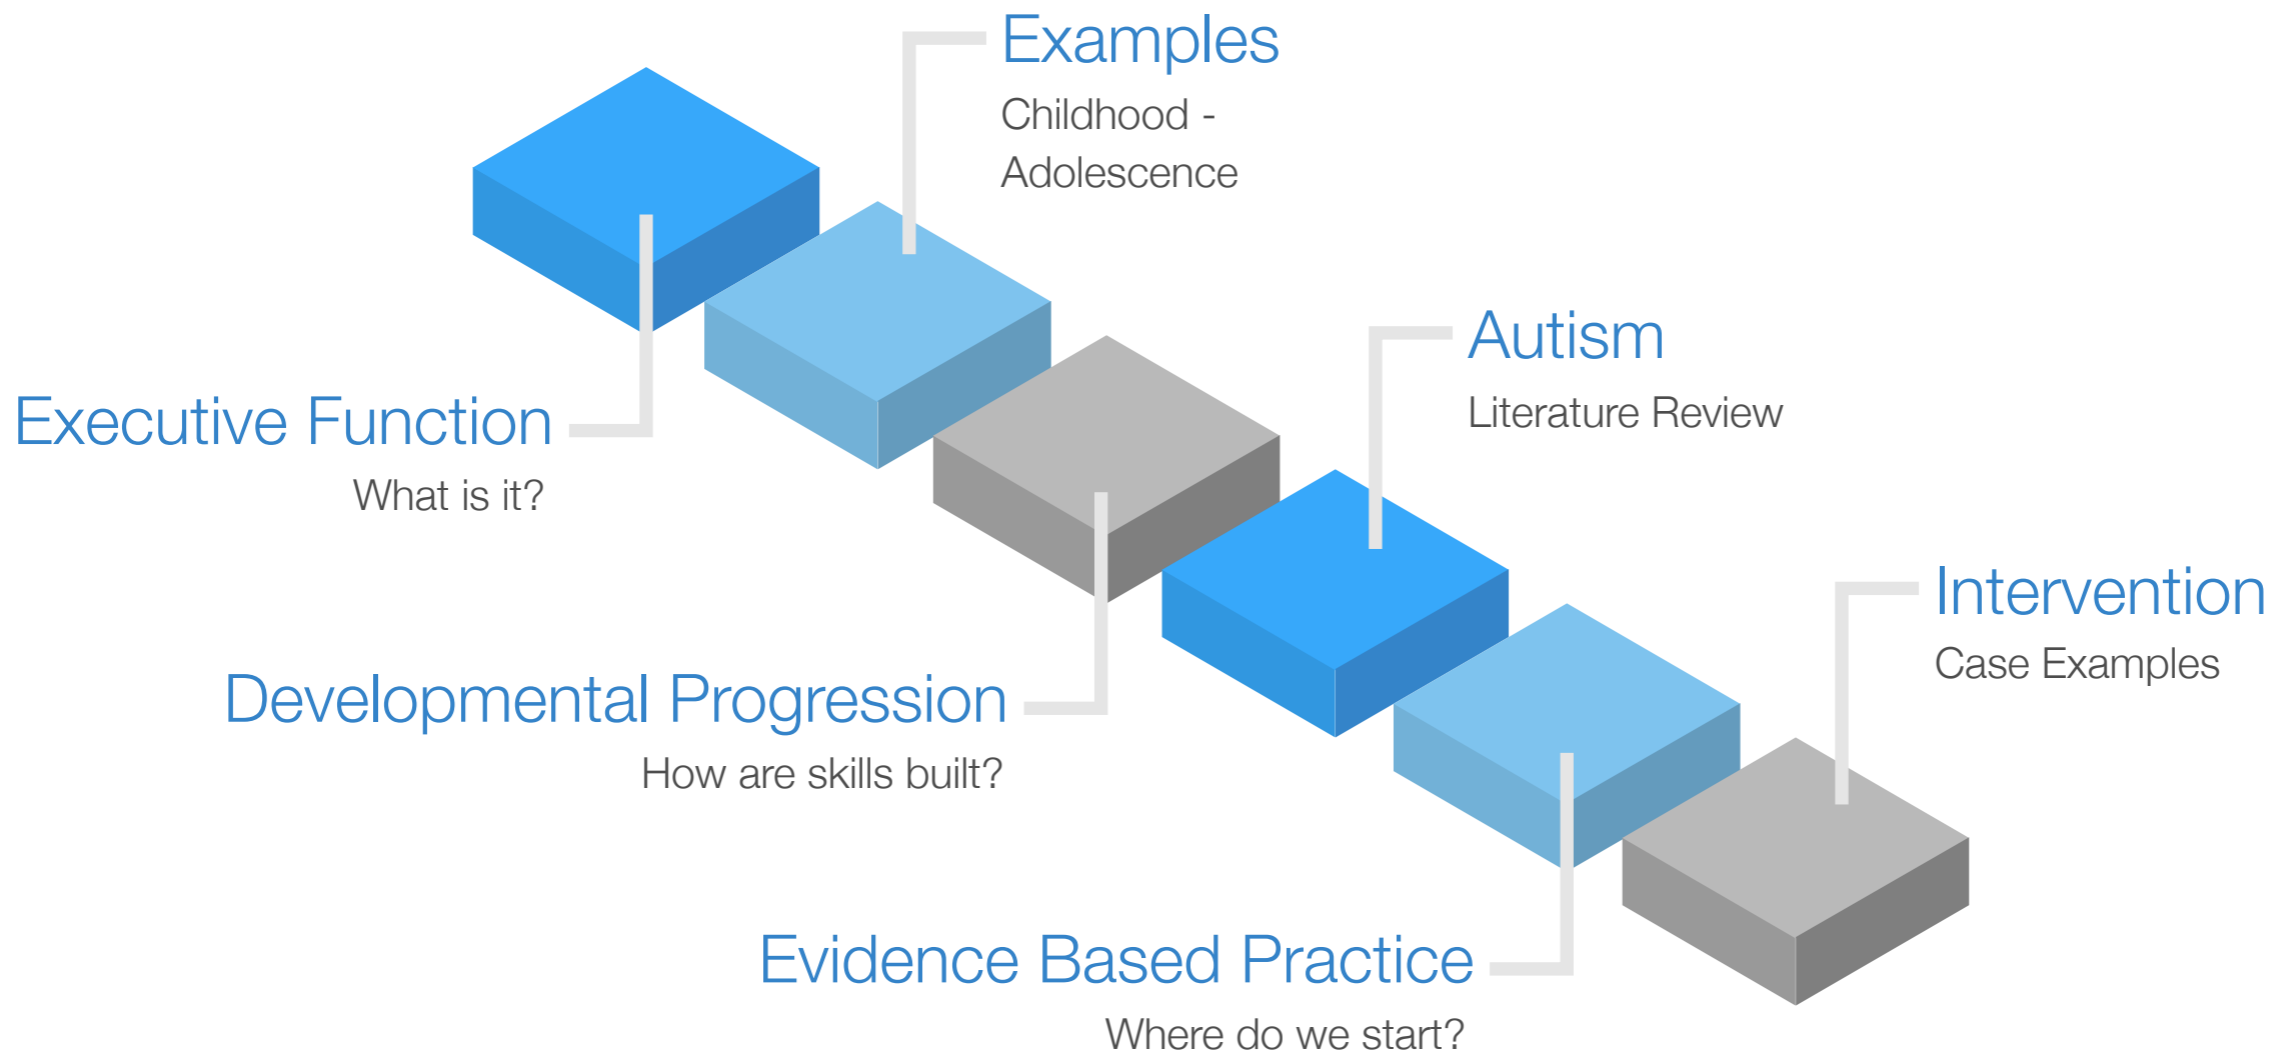 Executive Function
What is it?
Examples
Childhood -
Adolescence
Developmental Progression
How are skills built?
Autism
Literature Review
Evidence Based Practice
Where do we start?
Intervention
Case Examples